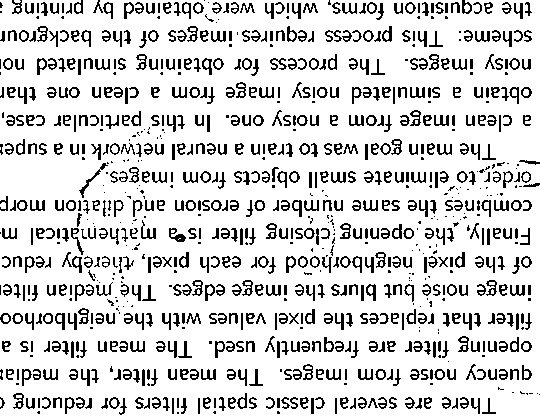 There are several classic spatial filters for reducing
quency noise from images. The mean filter, the media
opening filter are frequently used. The mean filter is a
filter that replaces the pixel values with the neighborhoo
image noise but blurs the image edges. The median filte
of the pixel neighborhood for each pixel, thereby reduc
Finally, the opening closing filter is a mathematical m
combines the same number of erosion and dilation morp
order to eliminate small objects from images
The main goal was to train a neural network in a super
a clean image from a noisy one. In this particular case,
obtain a simulated noisy image from a clean one than
noisy images. The process for obtaining simulated noi
scheme: This process requires images of the backgroun
the acquisition forms, which were obtained by printing